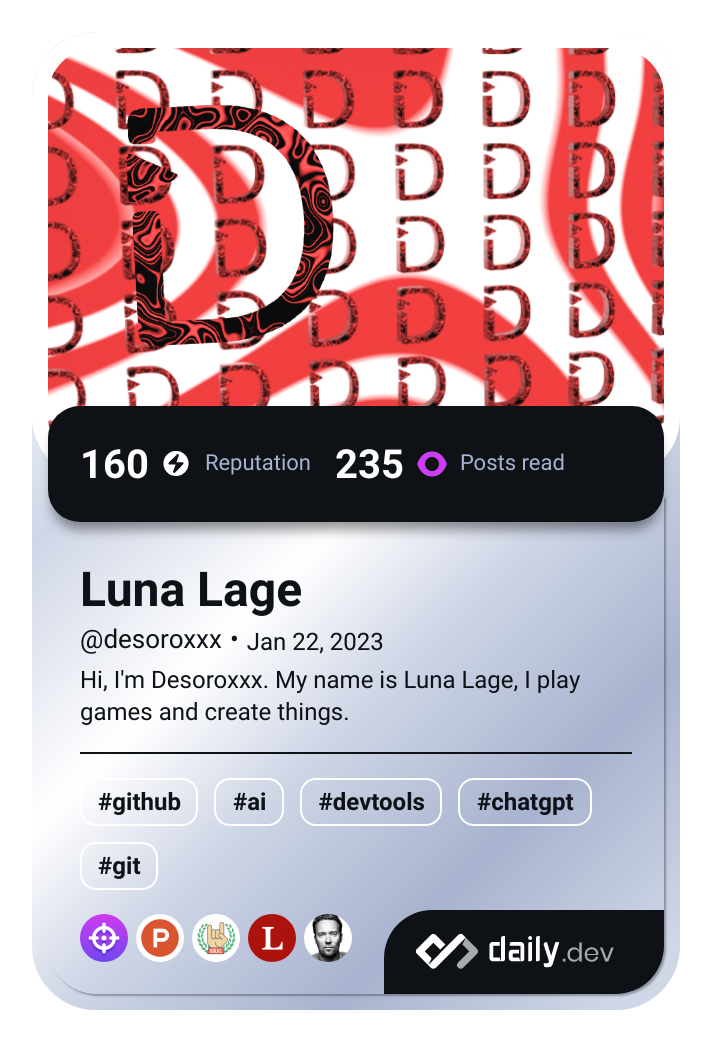 D
160 Reputation 235 Posts read
Luna Lage
@desoroxxx • Jan 22, 2023
Hi, I'm Desoroxxx. My name is Luna Lage, I play
games and create things.
#github #ai #devtools #chatgpt
#git
P L
daily.dev